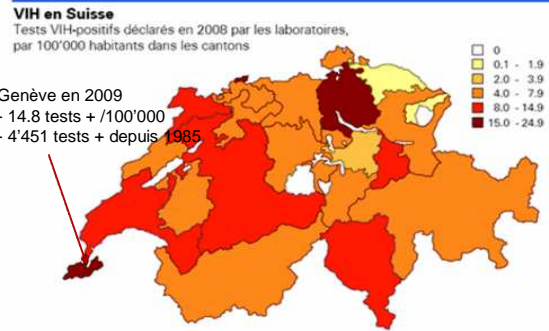 VIH en Suisse
Tests VIH-positifs déclarés en 2008 par les laboratoires,
par 100'000 habitants dans les cantons
0
0.1 - 1.9
2.0 - 3.9
4.0 - 7.9
8.0 - 14.9
15.0 - 24.9
Genève en 2009
- 14.8 tests + /100'000
- 4'451 tests + depuis 1985